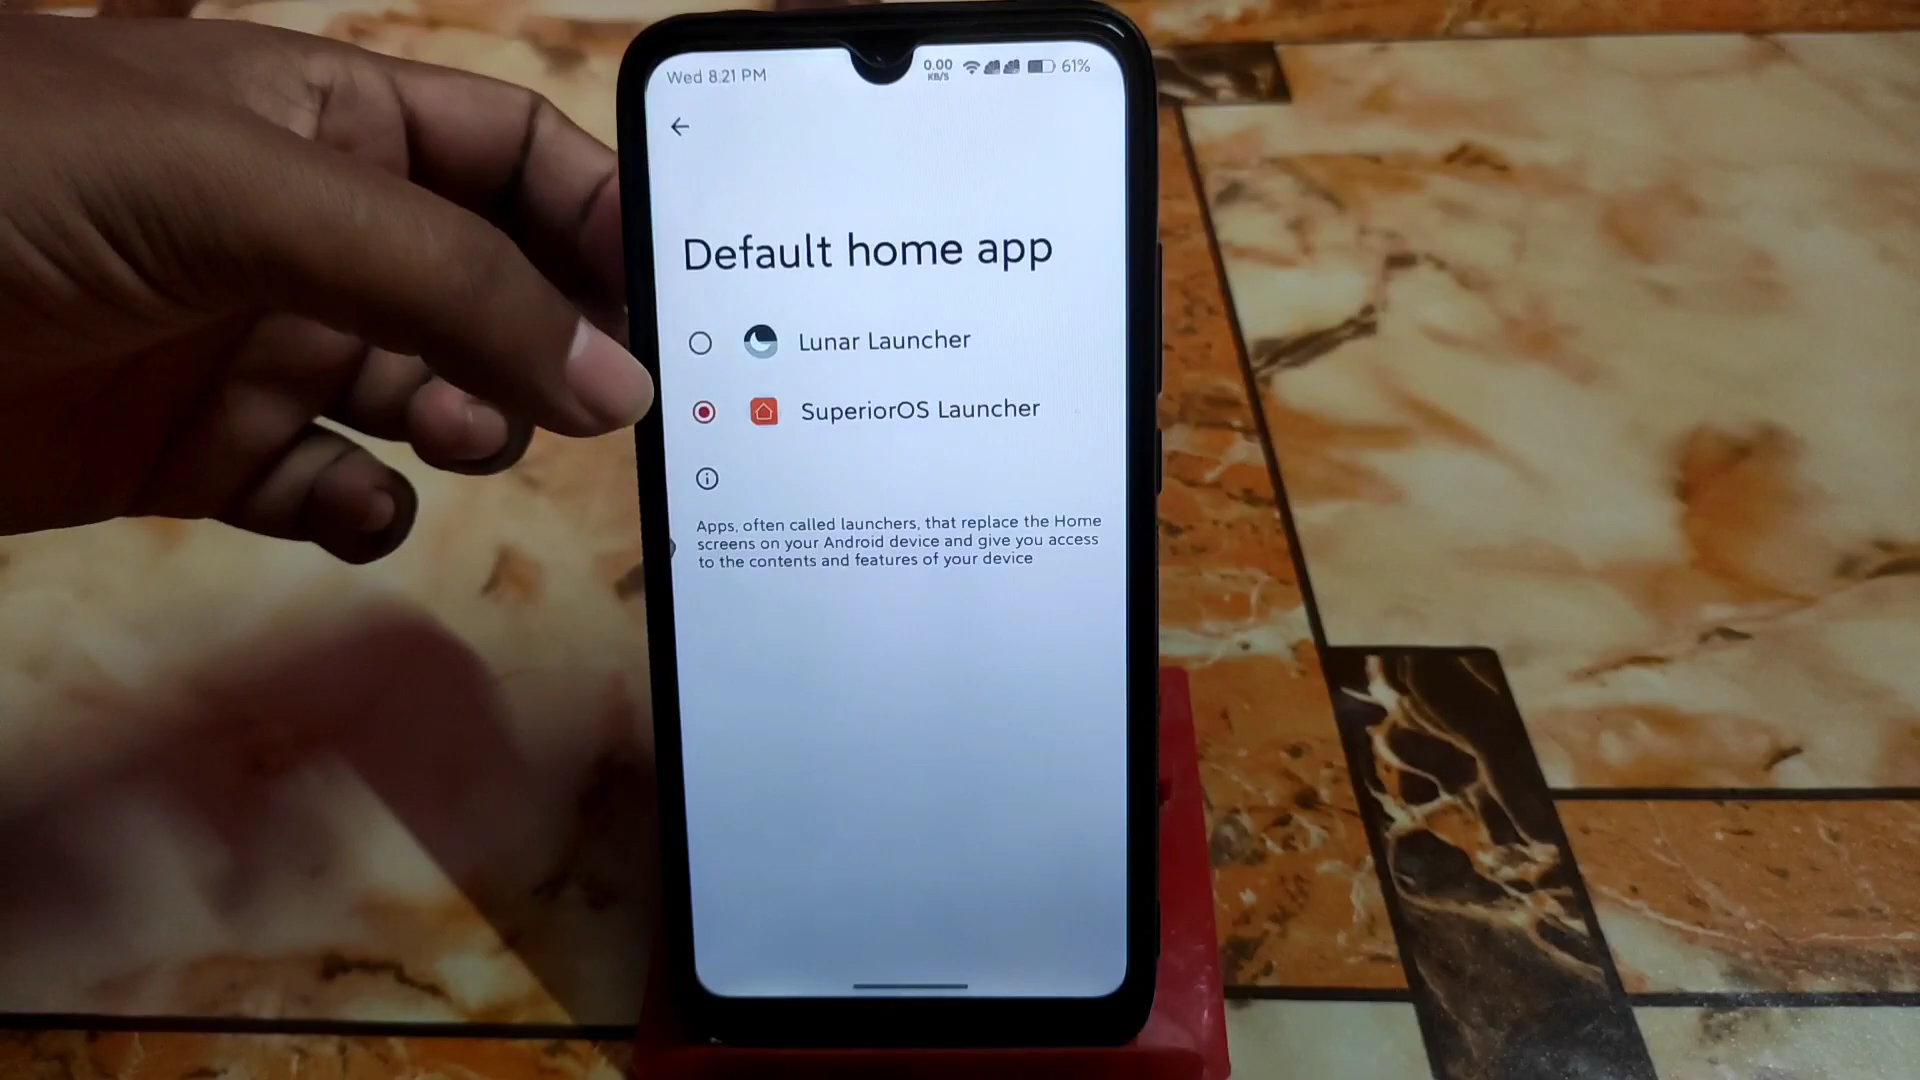 Wed 8:21 PM
0.00
KB/S
61%
Default home app
Lunar Launcher
SuperiorOS Launcher
Apps, often called launchers, that replace the Home
screens on your Android device and give you access
to the contents and features of your device